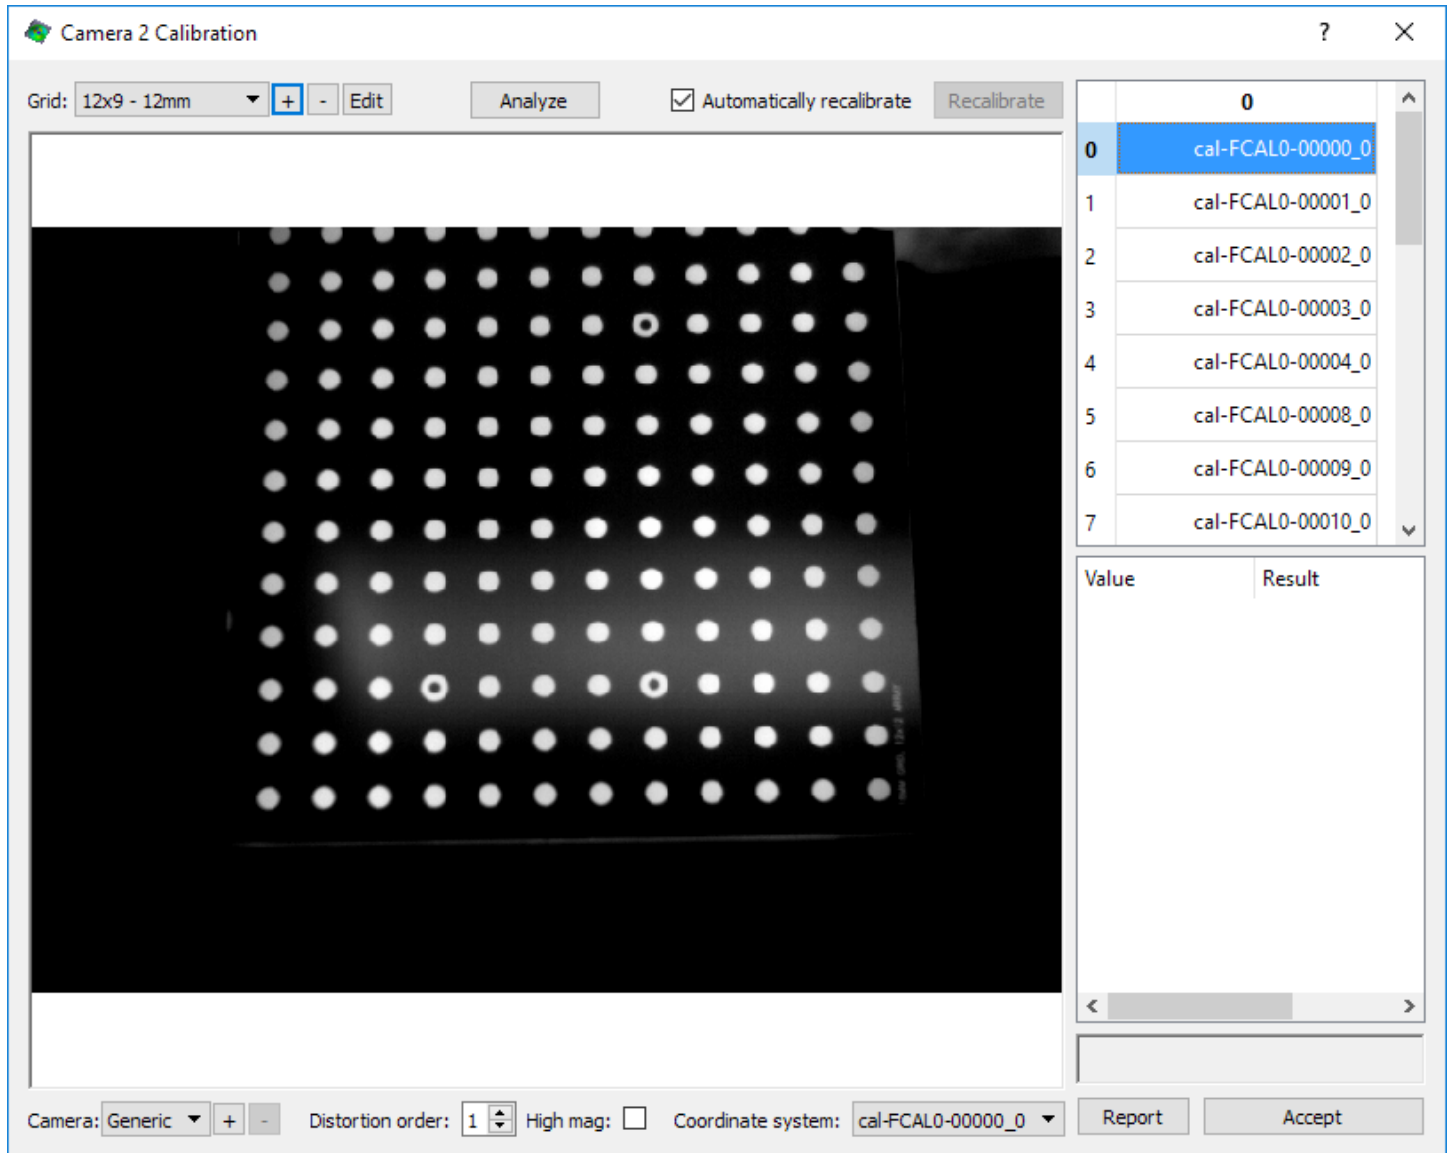 Camera 2 Calibration
?
Grid: 12x9 - 12mm + - Edit Analyze Automatically recalibrate Recalibrate
0
0 cal-FCAL0-00000_0
1 cal-FCAL0-00001_0
2 cal-FCAL0-00002_0
3 cal-FCAL0-00003_0
4 cal-FCAL0-00004_0
5 cal-FCAL0-00008_0
6 cal-FCAL0-00009_0
7 cal-FCAL0-00010_0
Value Result
Camera: Generic + - Distortion order: 1 High mag: Coordinate system: cal-FCAL0-00000_0 Report Accept